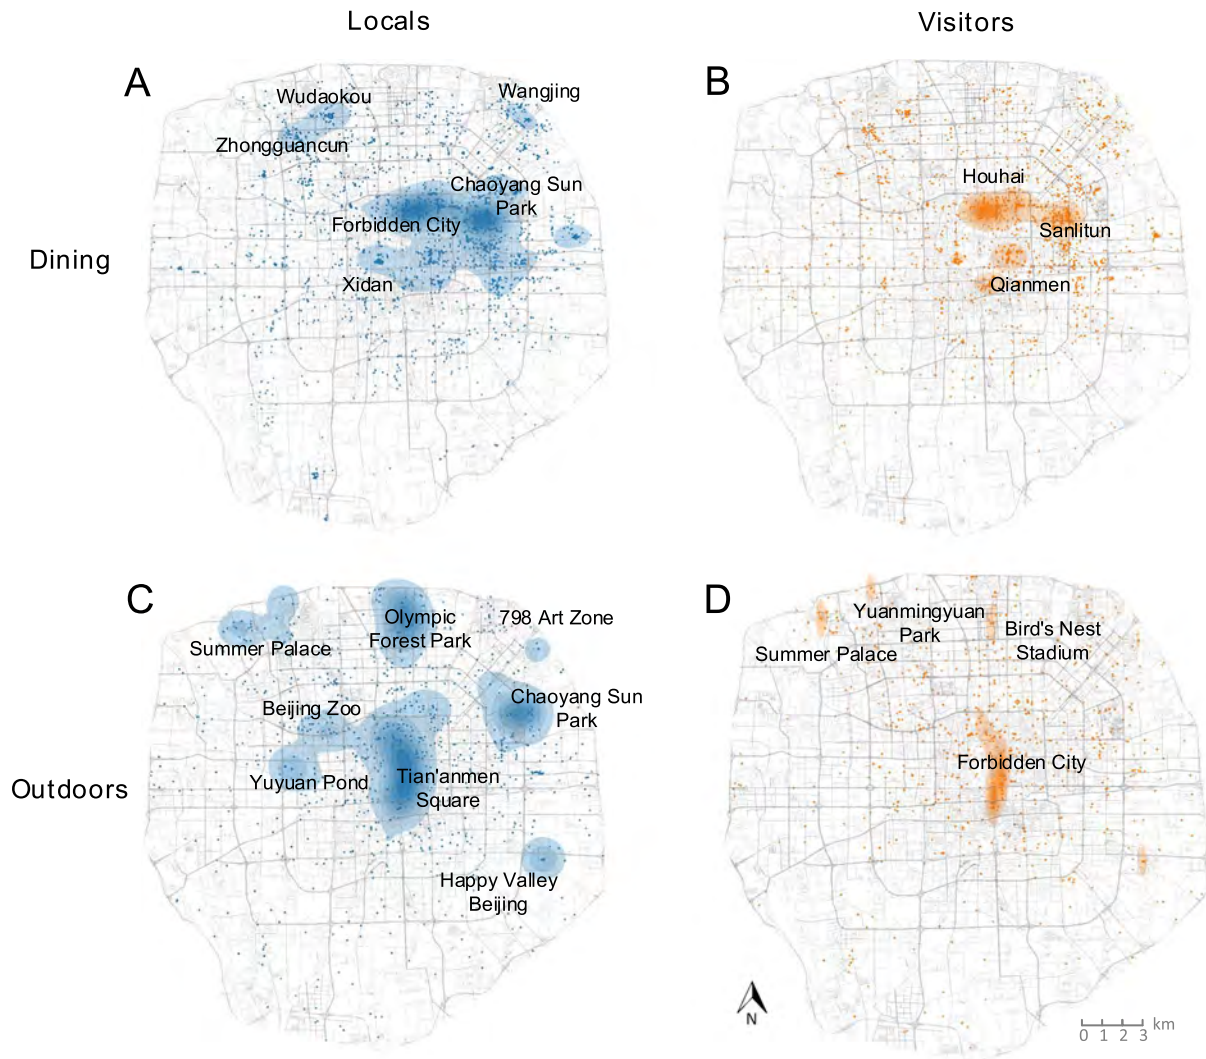 Locals
Visitors
A
B
Wudaokou
Wangjing
Zhongguancun
Chaoyang Sun
Park
Forbidden City
Xidan
Houhai
Sanlitun
Qianmen
Dining
C
D
Olympic
Forest Park
798 Art Zone
Summer Palace
Beijing Zoo
Chaoyang Sun
Park
Yuyuan Pond
Tian'anmen
Square
Happy Valley
Beijing
Yuanmingyuan
Park
Bird's Nest
Stadium
Summer Palace
Forbidden City
Outdoors
N
km
0 1 2 3